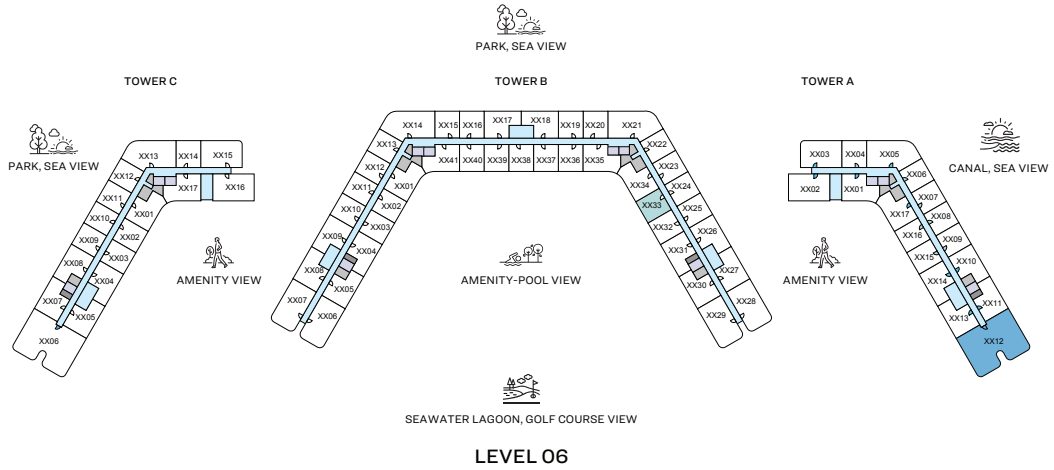 PARK, SEA VIEW
TOWER C
TOWER B
TOWER A
XX14 XX15 XX16 XX17 XX18 XX19 XX20 XX21
XX13 XX41 XX40 XX39 XX38 XX37 XX36 XX35 XX22
XX12 XX01 XX34 XX23
XX11 XX02 XX33 XX24
XX10 XX03 XX32 XX25
XX09 XX04 XX31 XX26
XX08 XX05 XX30 XX27
XX07 XX06 XX29 XX28
PARK, SEA VIEW
XX13 XX14 XX15
XX12 XX17 XX16
XX11 XX01
XX10 XX02
XX09 XX03
XX08 XX04
XX07 XX05
XX06
AMENITY VIEW
AMENITY-POOL VIEW
AMENITY VIEW
XX03 XX04 XX05
XX02 XX01 XX06
XX17 XX07
XX16 XX08
XX15 XX09
XX14 XX10
XX13 XX11
XX12
CANAL, SEA VIEW
SEAWATER LAGOON, GOLF COURSE VIEW
LEVEL 06